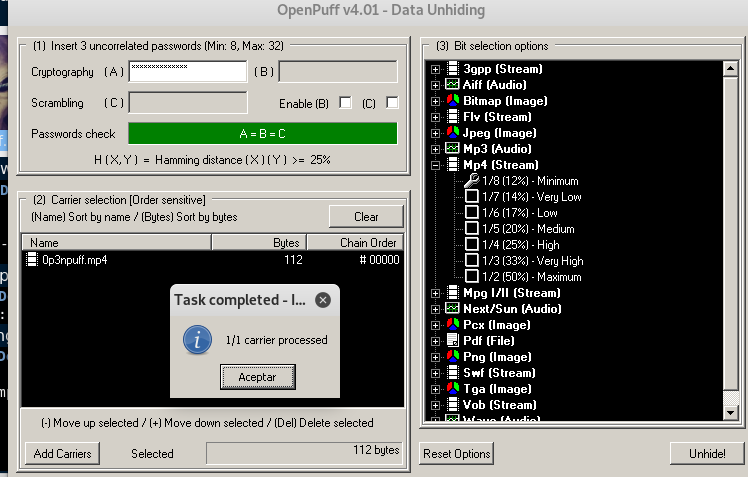 OpenPuff v4.01 - Data Unhiding
(1) Insert 3 uncorrelated passwords (Min: 8, Max: 32)
Cryptography (A) ************** (B)
Scrambling (C) Enable (B) (C)
Passwords check A = B = C
H ( X, Y ) = Hamming distance ( X ) ( Y ) >= 25%
(2) Carrier selection [Order sensitive]
(Name) Sort by name / (Bytes) Sort by bytes Clear
Name Bytes Chain Order
0p3npuff.mp4 112 # 00000
Task completed - I...
1/1 carrier processed
Aceptar
(-) Move up selected / (+) Move down selected / (Del) Delete selected
Add Carriers Selected 112 bytes
(3) Bit selection options
3gpp (Stream)
Aiff (Audio)
Bitmap (Image)
Flv (Stream)
Jpeg (Image)
Mp3 (Audio)
Mp4 (Stream)
1/8 (12%) - Minimum
1/7 (14%) - Very Low
1/6 (17%) - Low
1/5 (20%) - Medium
1/4 (25%) - High
1/3 (33%) - Very High
1/2 (50%) - Maximum
Mpg I/II (Stream)
Next/Sun (Audio)
Pcx (Image)
Pdf (File)
Png (Image)
Swf (Stream)
Tga (Image)
Vob (Stream)
Wave (Audio)
Reset Options Unhide!